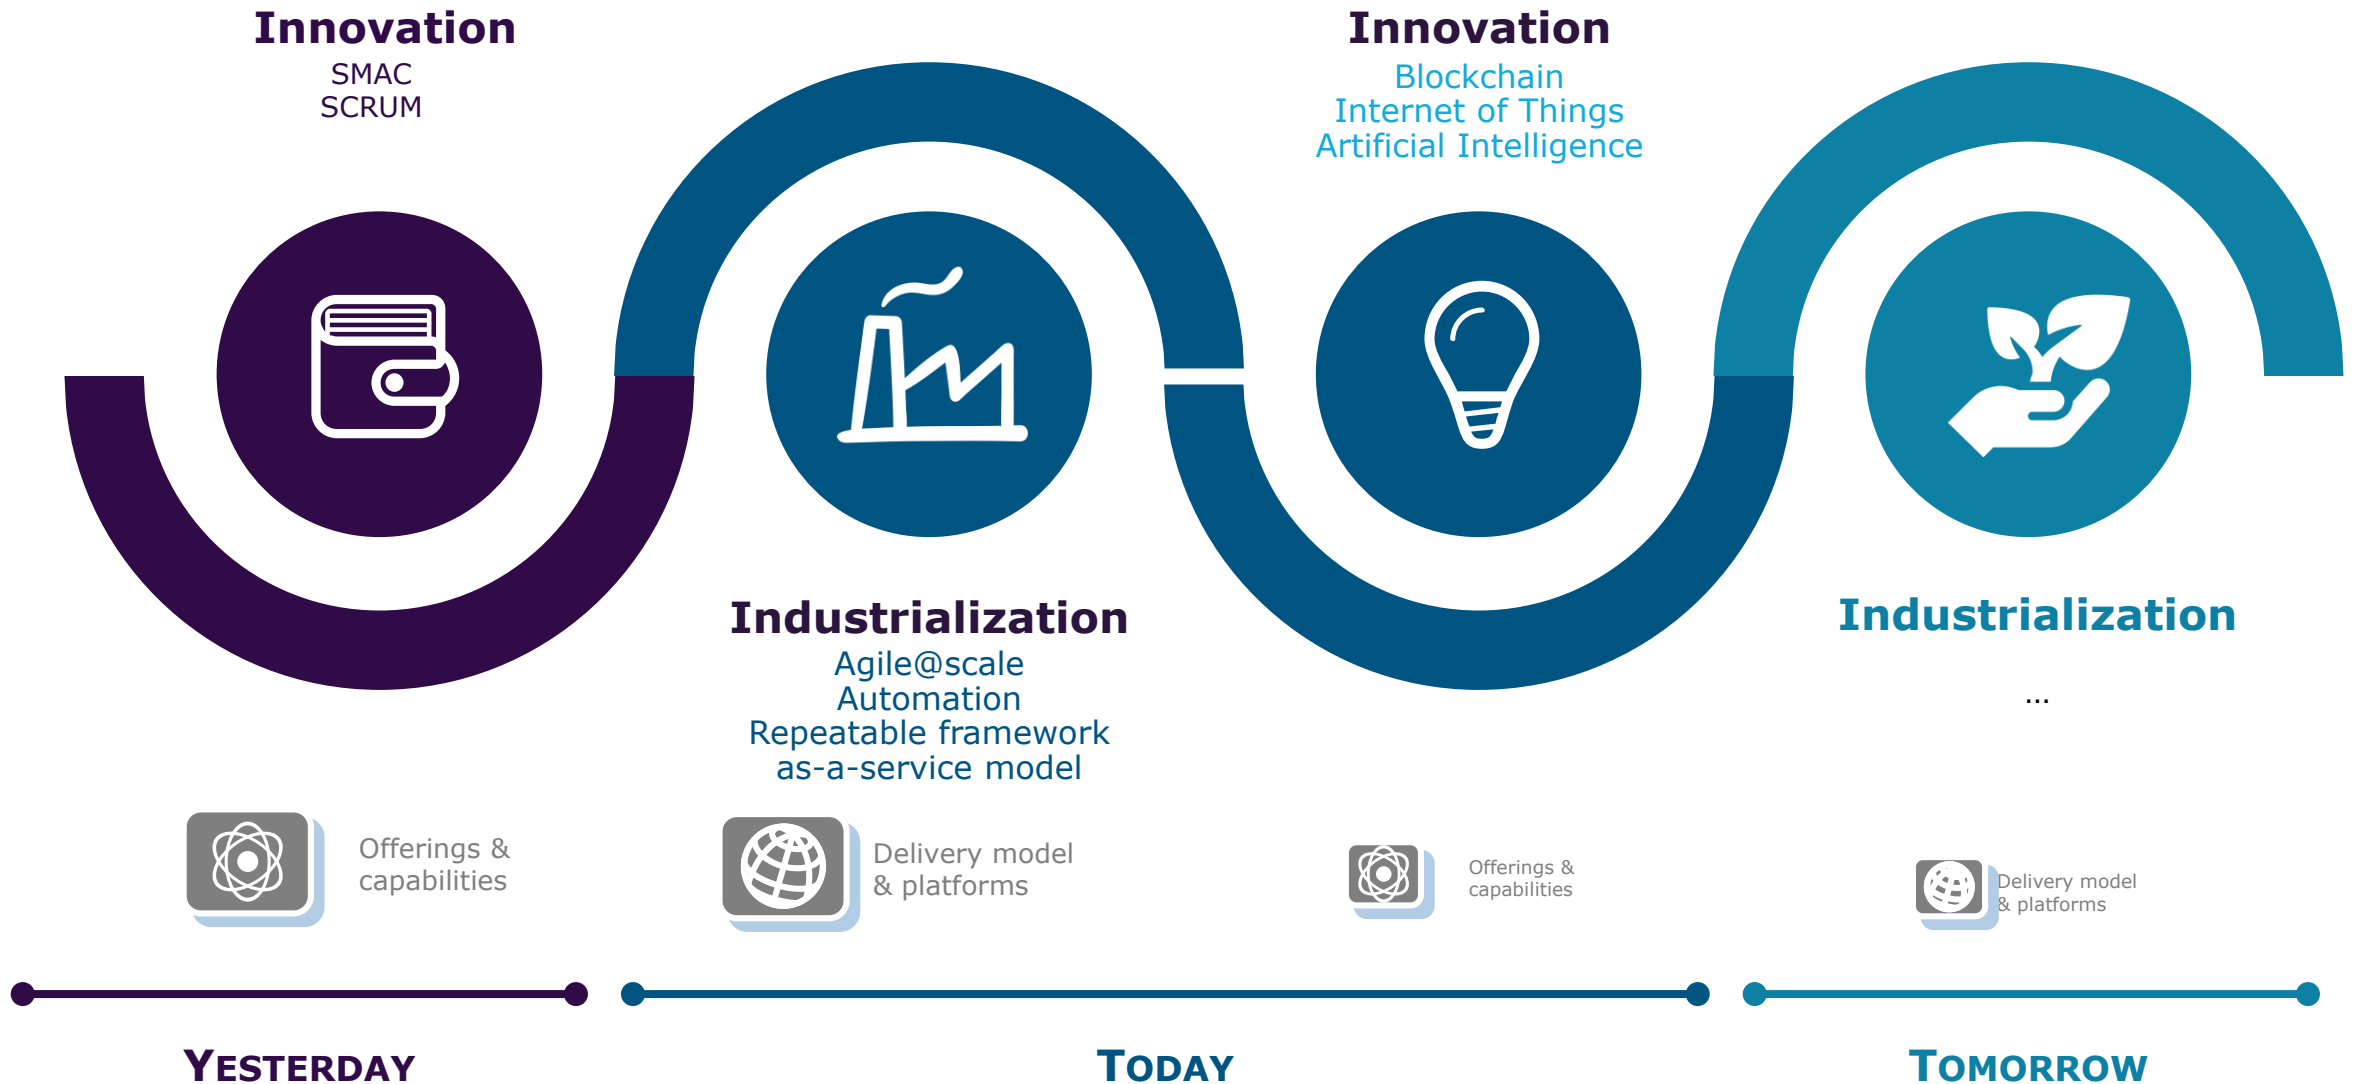 Innovation
SMAC
SCRUM
Innovation
Blockchain
Internet of Things
Artificial Intelligence
Industrialization
Agile@scale
Automation
Repeatable framework
as-a-service model
Industrialization
...
Offerings &
capabilities
Delivery model
& platforms
Offerings &
capabilities
Delivery model
& platforms
YESTERDAY
TODAY
TOMORROW